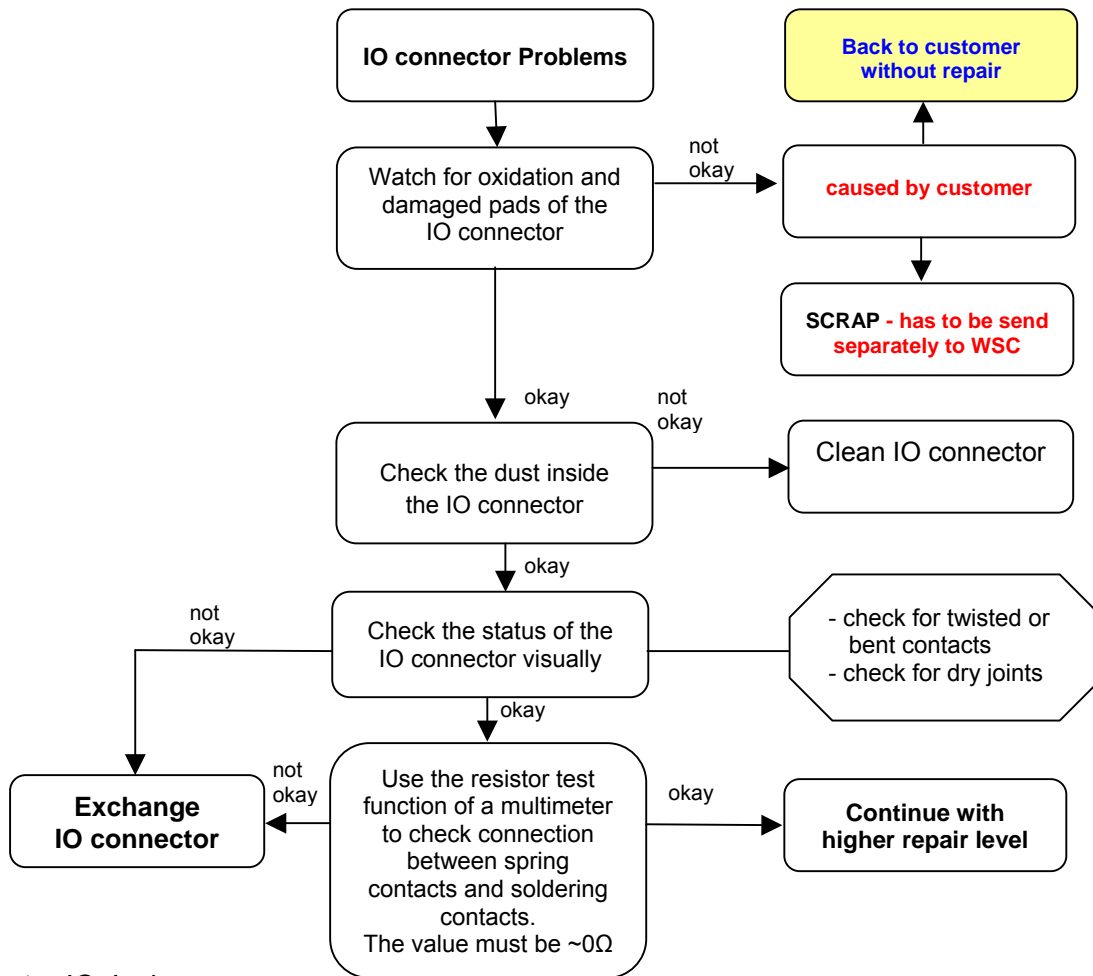 IO connector Problems
Back to customer
without repair
Watch for oxidation and
damaged pads of the
IO connector
not
okay
caused by customer
SCRAP - has to be send
separately to WSC
okay
not
okay
Check the dust inside
the IO connector
Clean IO connector
okay
not
okay
Check the status of the
IO connector visually
- check for twisted or
bent contacts
- check for dry joints
okay
Exchange
IO connector
not
okay
Use the resistor test
function of a multimeter
to check connection
between spring
contacts and soldering
contacts.
The value must be ~0Ω
okay
Continue with
higher repair level